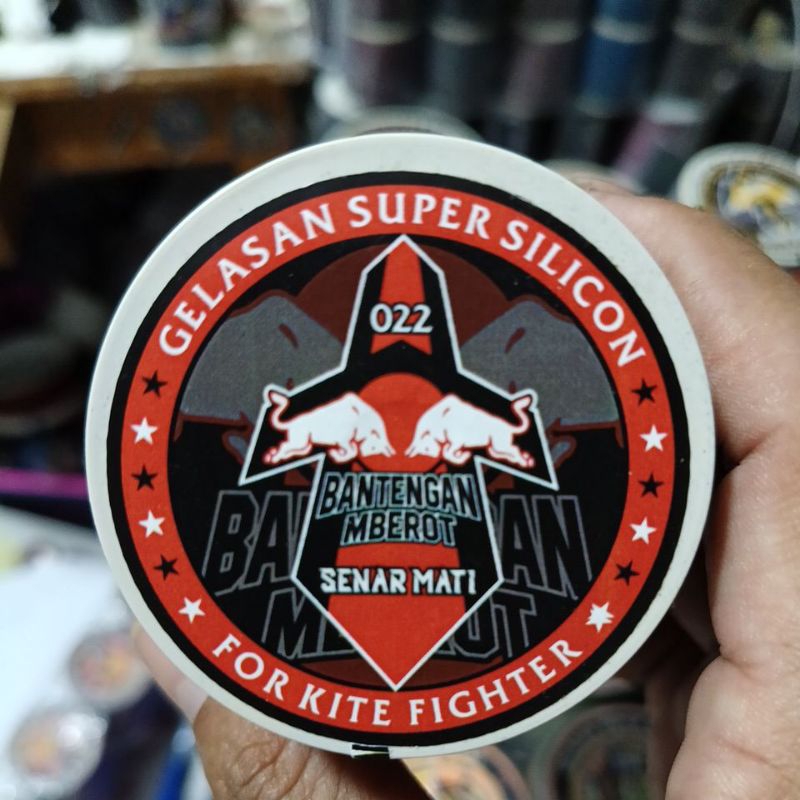 GELASAN SUPER SILICON
022
BANTENGAN
MBEROT
SENAR MATI
FOR KITE FIGHTER